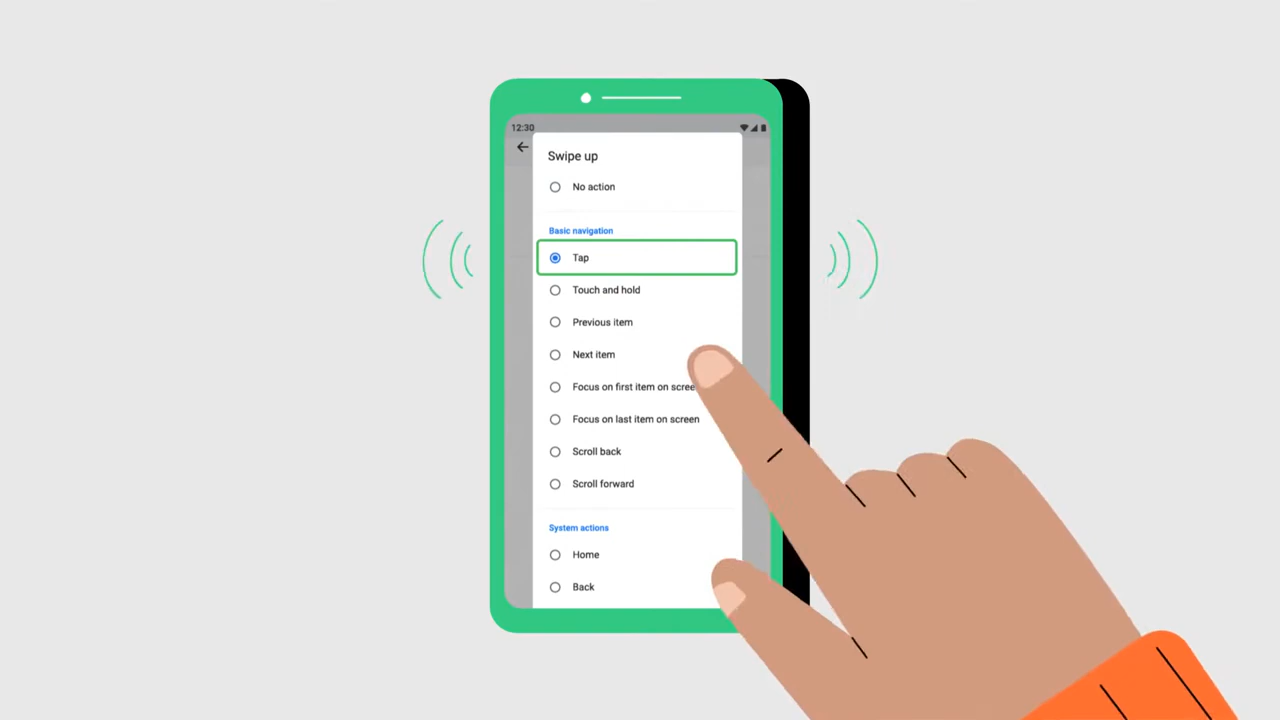 12:30
Swipe up
No action
Basic navigation
Tap
Touch and hold
Previous item
Next item
Focus on first item on scree
Focus on last item on screen
Scroll back
Scroll forward
System actions
Home
Back